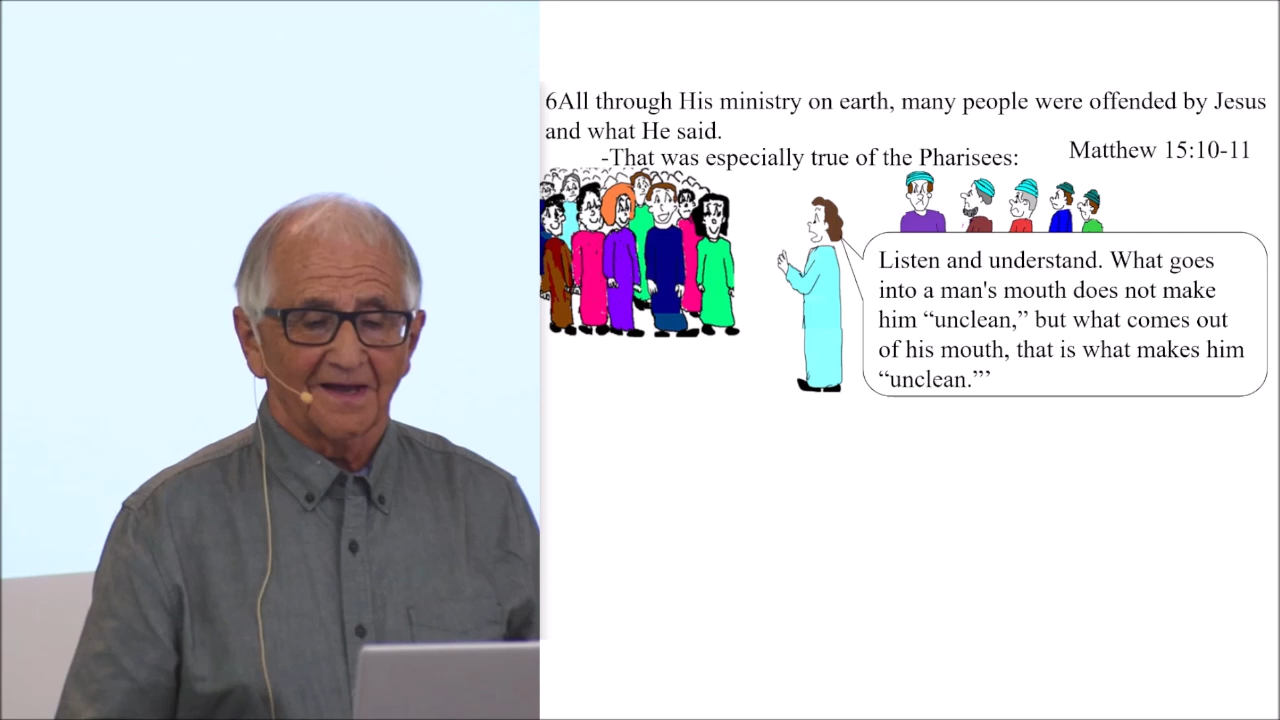 6All through His ministry on earth, many people were offended by Jesus
and what He said.
-That was especially true of the Pharisees:
Matthew 15:10-11
Listen and understand. What goes
into a man's mouth does not make
him “unclean,” but what comes out
of his mouth, that is what makes him
“unclean.”’